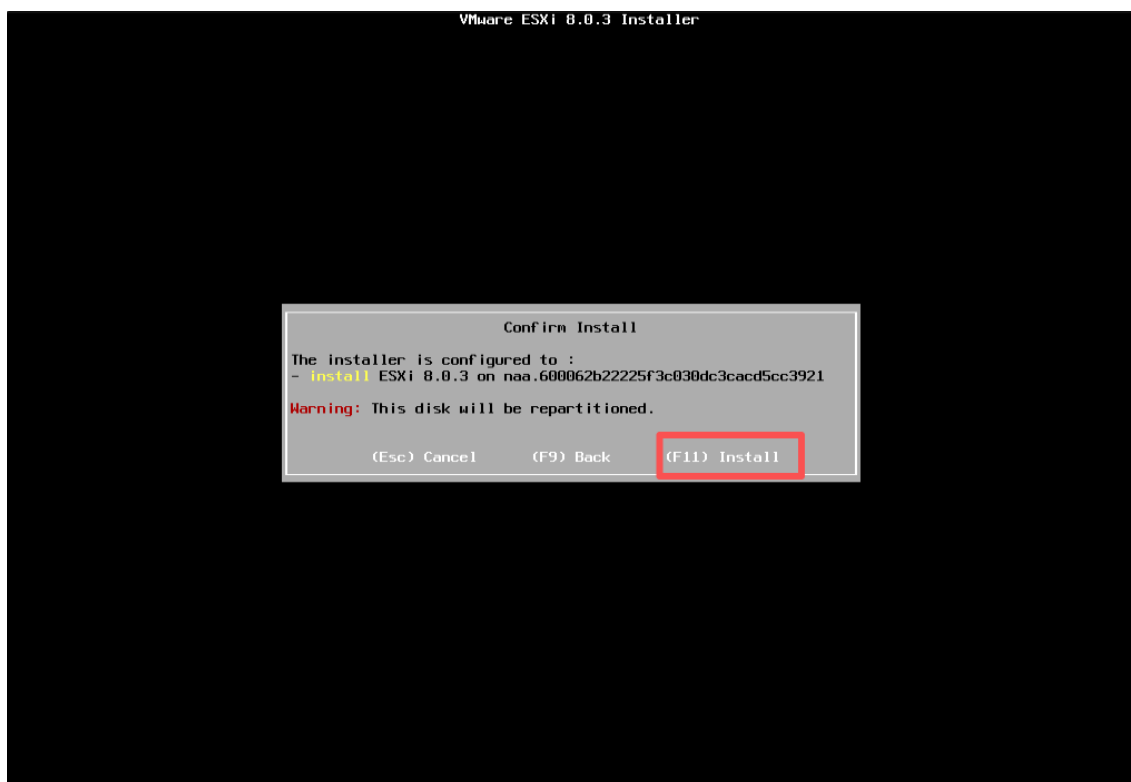 VMware ESXi 8.0.3 Installer
Confirm Install
The installer is configured to :
- install ESXi 8.0.3 on naa.600062b22225f3c030dc3cacd5cc3921
Warning: This disk will be repartitioned.
(Esc) Cancel (F9) Back (F11) Install